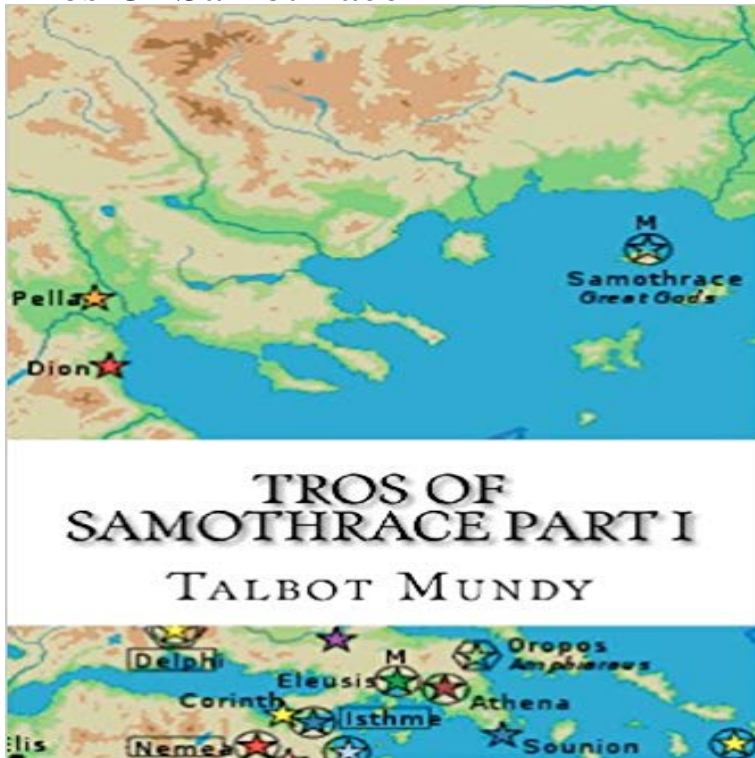 M
Samothrace
Great Gods
Pella
Dion
TROS OF
SAMOTHRACE PART I
TALBOT MUNDY
Delphi
M
Oropos
Amphiareus
Eleusis
Athena
Corinth
Isthme
Nemea
Sounion